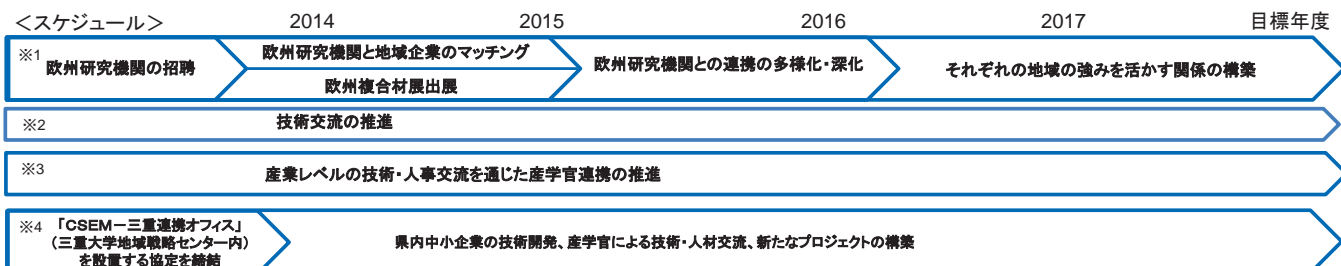 ＜スケジュール＞ 2014 2015 2016 2017 目標年度
※1 欧州研究機関の招聘
欧州研究機関と地域企業のマッチング
欧州複合材展出展
欧州研究機関との連携の多様化・深化
それぞれの地域の強みを活かす関係の構築
※2 技術交流の推進
※3 産業レベルの技術・人事交流を通じた産学官連携の推進
※4 「CSEM－三重連携オフィス」
（三重大学地域戦略センター内）
を設置する協定を締結
県内中小企業の技術開発、産学官による技術・人材交流、新たなプロジェクトの構築